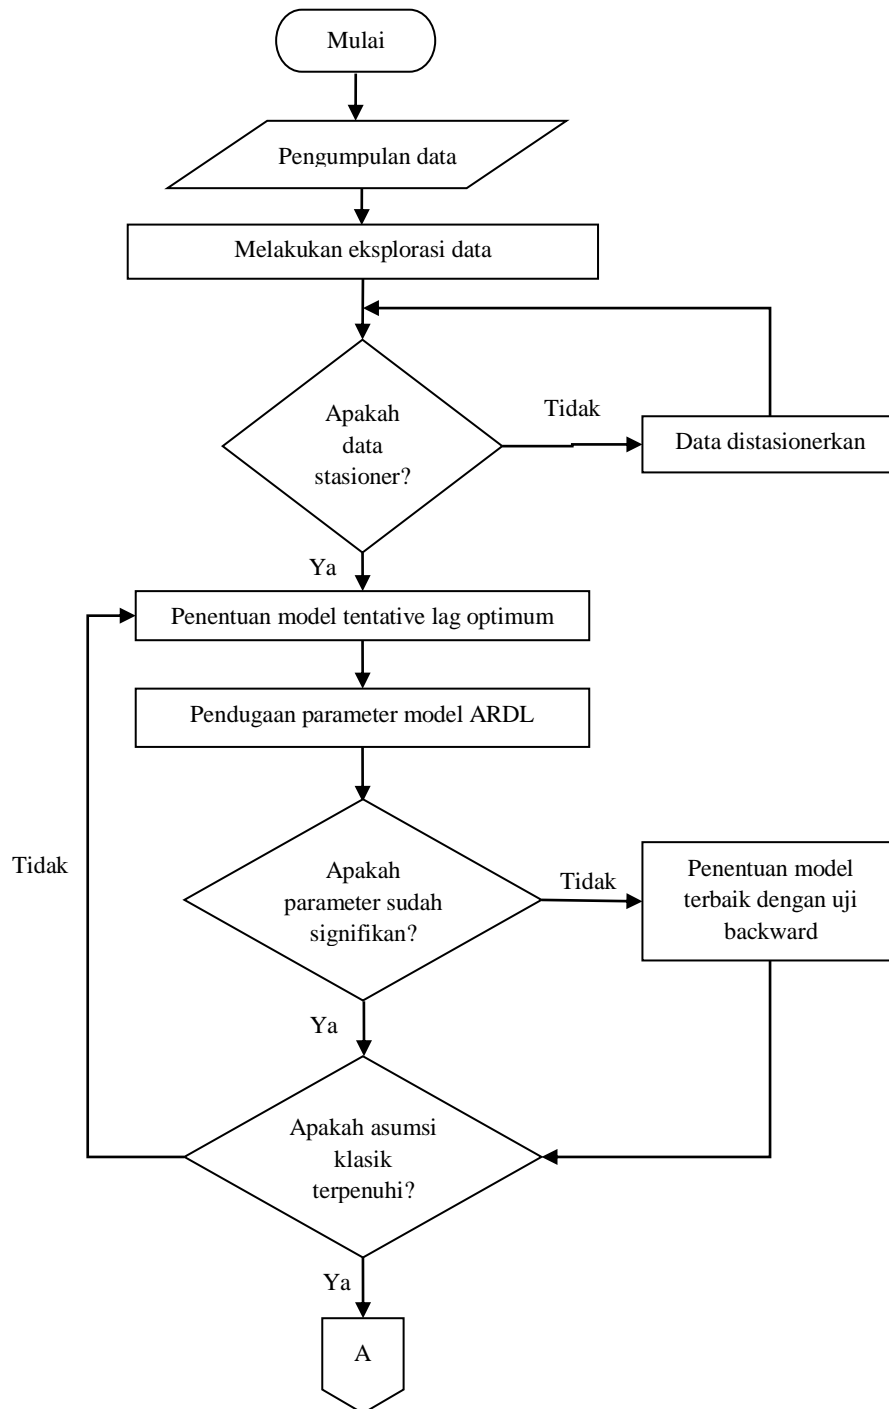 Mulai
Pengumpulan data
Melakukan eksplorasi data
Apakah
data
stasioner?
Tidak
Data distasionerkan
Ya
Penentuan model tentative lag optimum
Pendugaan parameter model ARDL
Apakah
parameter sudah
signifikan?
Tidak
Penentuan model
terbaik dengan uji
backward
Tidak
Ya
Apakah asumsi
klasik
terpenuhi?
Ya
A